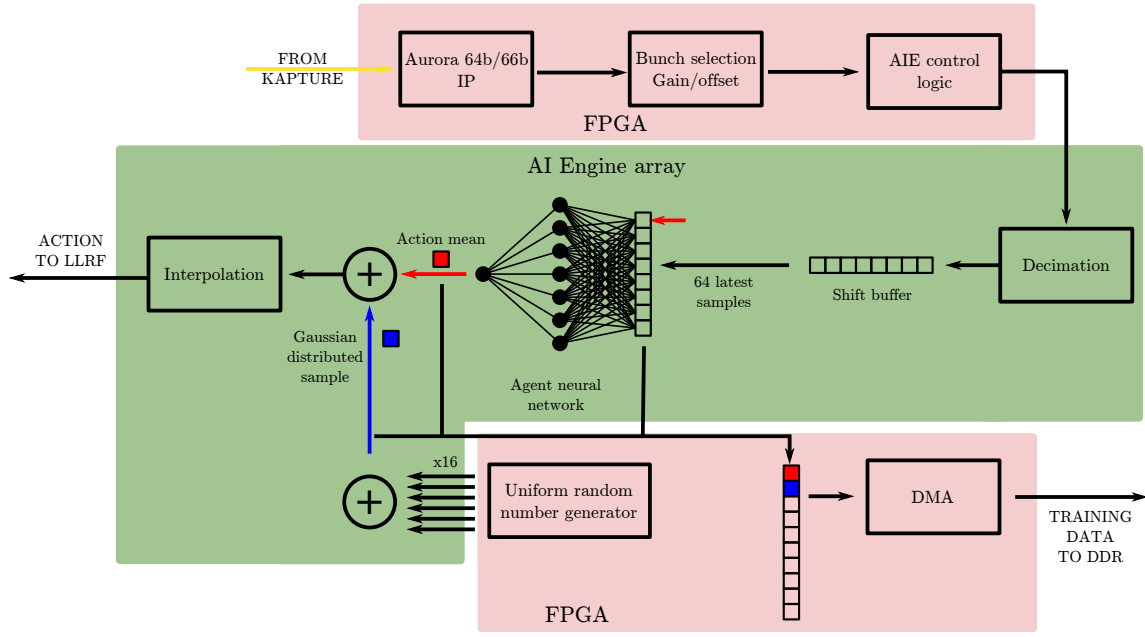 FROM
KAPTURE
Aurora 64b/66b
IP
Bunch selection
Gain/offset
AIE control
logic
FPGA
AI Engine array
ACTION
TO LLRF
Interpolation
Action mean
64 latest
samples
Shift buffer
Decimation
Gaussian
distributed
sample
Agent neural
network
x16
Uniform random
number generator
DMA
TRAINING
DATA
TO DDR
FPGA